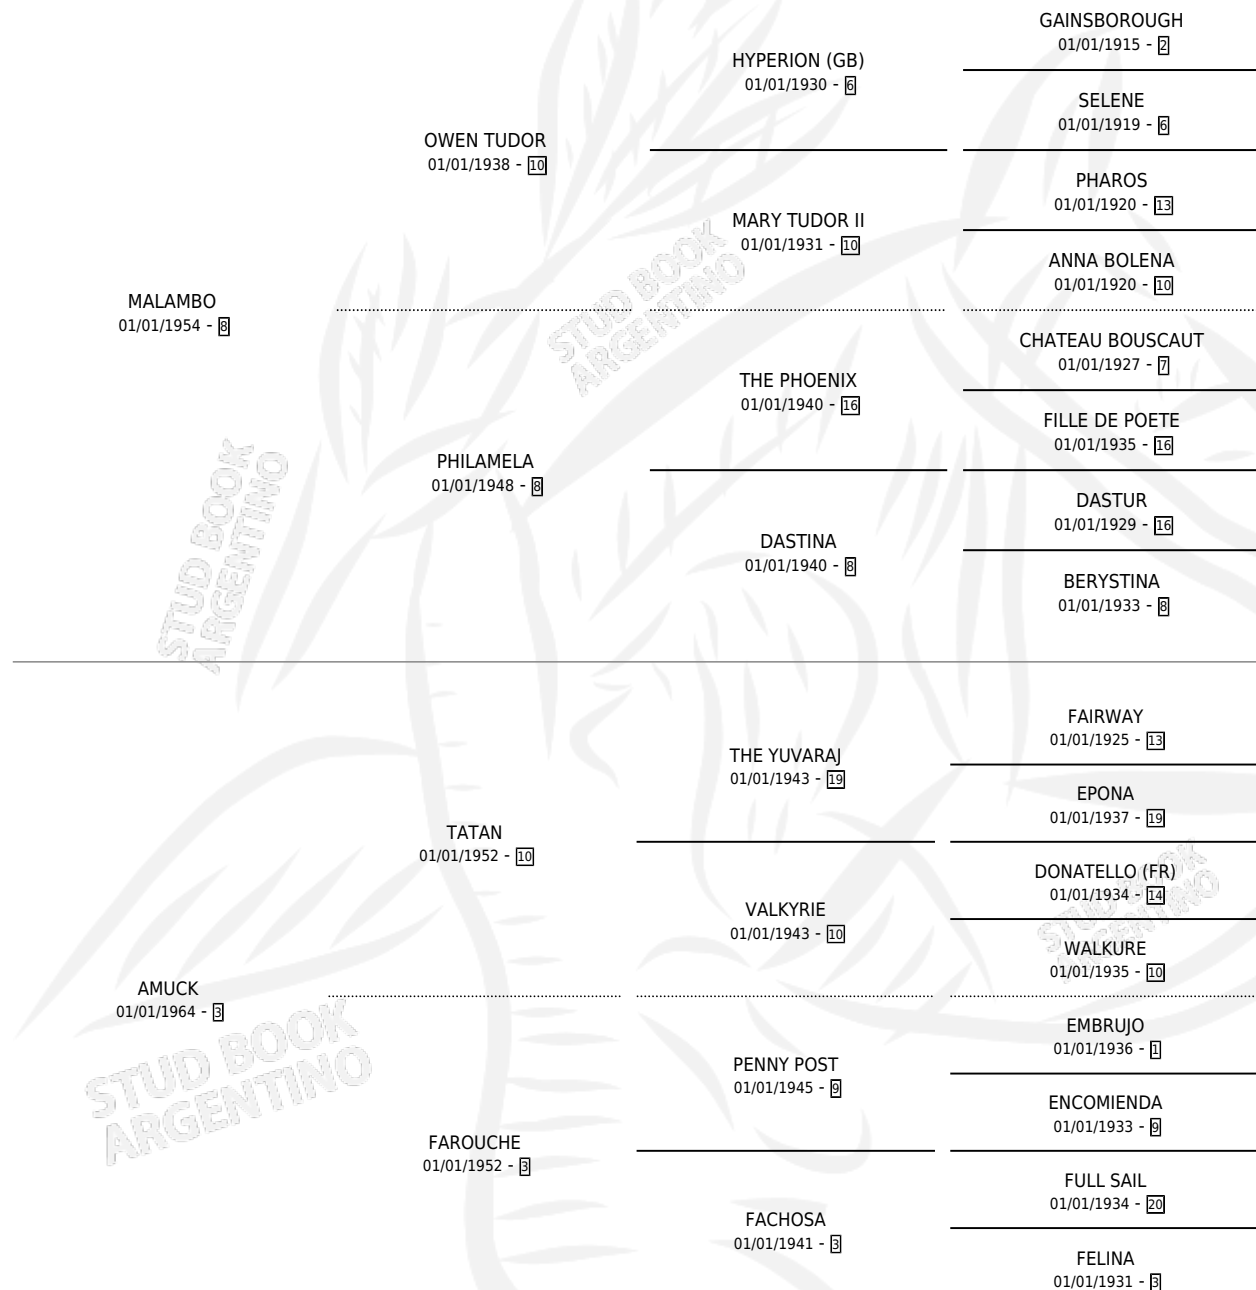 GAINSBOROUGH
01/01/1915 - 2
HYPERION (GB)
01/01/1930 - 6
SELENE
01/01/1919 - 6
OWEN TUDOR
01/01/1938 - 10
PHAROS
01/01/1920 - 13
MARY TUDOR II
01/01/1931 - 10
ANNA BOLENA
01/01/1920 - 10
MALAMBO
01/01/1954 - 8
CHATEAU BOUSCAUT
01/01/1927 - 7
THE PHOENIX
01/01/1940 - 16
FILLE DE POETE
01/01/1935 - 16
PHILAMELA
01/01/1948 - 8
DASTUR
01/01/1929 - 16
DASTINA
01/01/1940 - 8
BERYSTINA
01/01/1933 - 8
FAIRWAY
01/01/1925 - 13
THE YUVARAJ
01/01/1943 - 19
EPONA
01/01/1937 - 19
TATAN
01/01/1952 - 10
DONATELLO (FR)
01/01/1934 - 14
VALKYRIE
01/01/1943 - 10
WALKURE
01/01/1935 - 10
AMUCK
01/01/1964 - 3
EMBRUJO
01/01/1936 - 1
PENNY POST
01/01/1945 - 9
ENCOMIENDA
01/01/1933 - 9
FAROUCHE
01/01/1952 - 3
FULL SAIL
01/01/1934 - 20
FACHOSA
01/01/1941 - 3
FELINA
01/01/1931 - 3
STUD BOOK
ARGENTINO
STUD BOOK
ARGENTINO
STUD BOOK
ARGENTINO
STUD BOOK
ARGENTINO